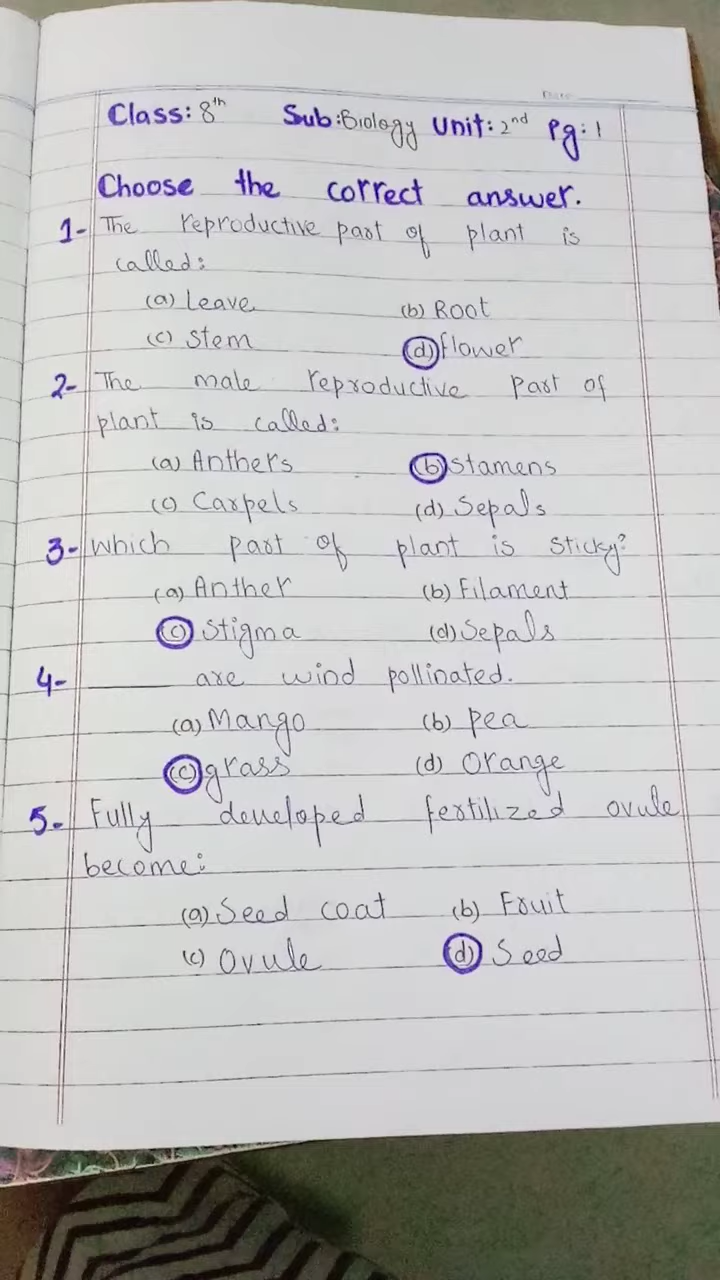 Date
Class: 8th Sub: Biology Unit: 2nd Pg: 1
Choose the correct answer.
1- The reproductive part of plant is
called:
(a) Leave (b) Root
(c) Stem (d) flower
2- The male reproductive part of
plant is called:
(a) Anthers (b) Stamens
(c) Carpels (d) Sepals
3- Which part of plant is sticky?
(a) Anther (b) Filament
(c) Stigma (d) Sepals
4- ______ are wind pollinated.
(a) Mango (b) pea
(c) grass (d) Orange
5- Fully developed fertilized ovule
become:
(a) Seed coat (b) Fruit
(c) Ovule (d) Seed